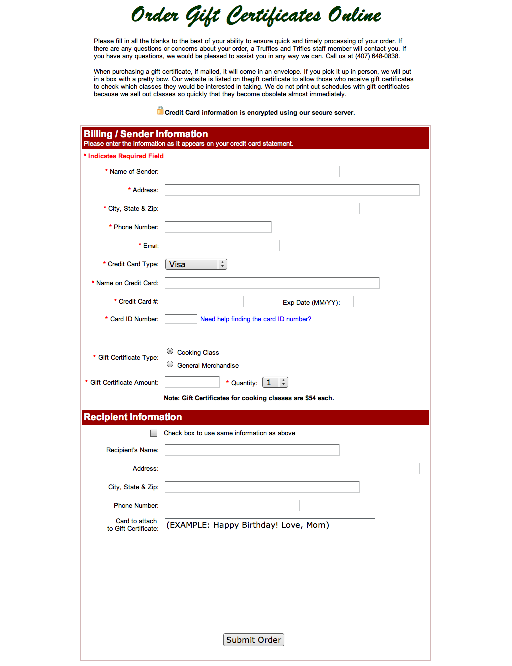 Order Gift Certificates Online
Please fill in all the blanks to the best of your ability to ensure quick and timely processing of your order. If
there are any questions or concerns about your order, a Truffles and Trifles staff member will contact you. If
you have any questions, we would be pleased to assist you in any way we can. Call us at (407) 648-0838.
When purchasing a gift certificate, if mailed, it will come in an envelope. If you pick it up in person, we will put
in a box with a pretty bow. Our website is listed on the gift certificate to allow those who receive gift certificates
to check which classes they would be interested in taking. We do not print out schedules with gift certificates
because we sell out classes so quickly that they become obsolete almost immediately.
Credit Card information is encrypted using our secure server.
Billing / Sender Information
Please enter the information as it appears on your credit card statement.
* Indicates Required Field
* Name of Sender:
* Address:
* City, State & Zip:
* Phone Number:
* Email
* Credit Card Type: Visa
* Name on Credit Card:
* Credit Card #: Exp Date (MM/YY):
* Card ID Number: Need help finding the card ID number?
* Gift Certificate Type: Cooking Class
General Merchandise
* Gift Certificate Amount: * Quantity: 1
Note: Gift Certificates for cooking classes are $54 each.
Recipient Information
Check box to use same information as above
Recipient's Name:
Address:
City, State & Zip:
Phone Number:
Card to attach
to Gift Certificate: (EXAMPLE: Happy Birthday! Love, Mom)
Submit Order